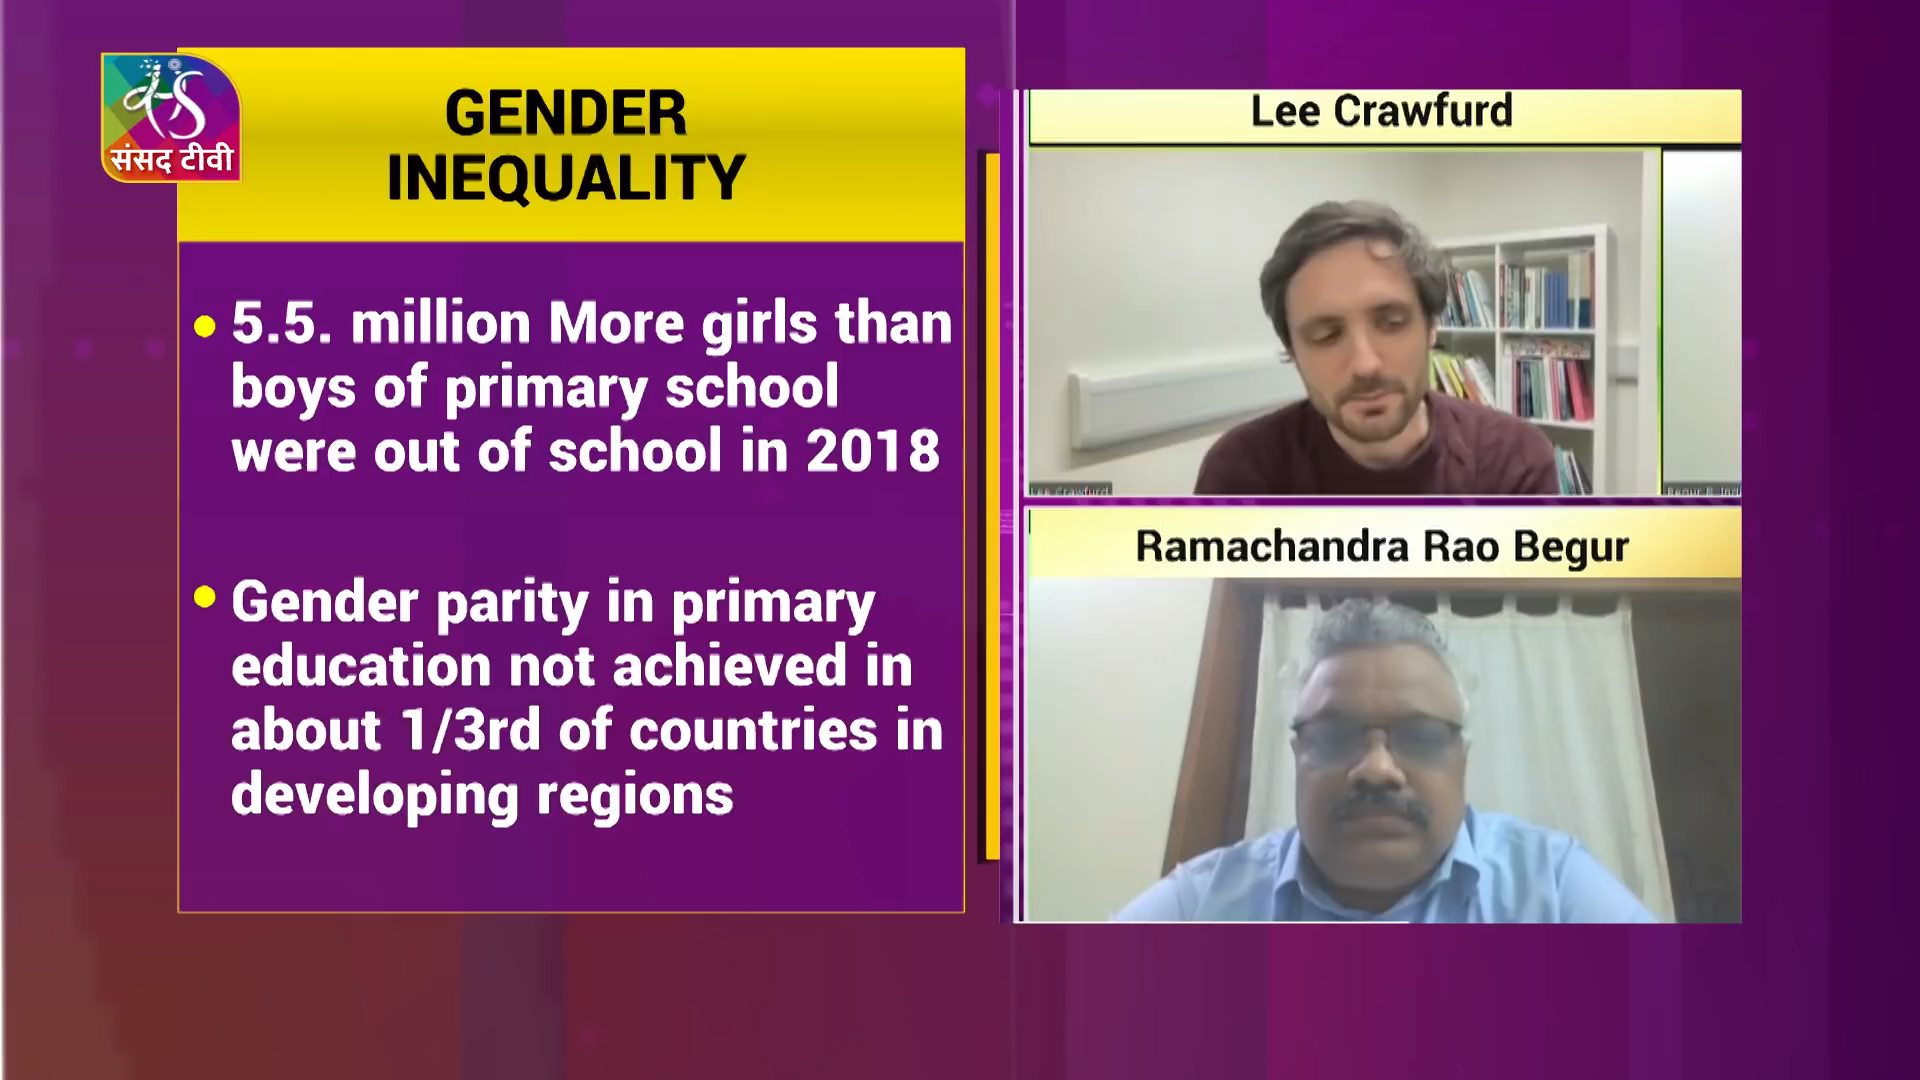 संसद टीवी
GENDER
INEQUALITY
5.5. million More girls than
boys of primary school
were out of school in 2018
Gender parity in primary
education not achieved in
about 1/3rd of countries in
developing regions
Lee Crawfurd
Lee Crawfurd
Ramachandra Rao Begur